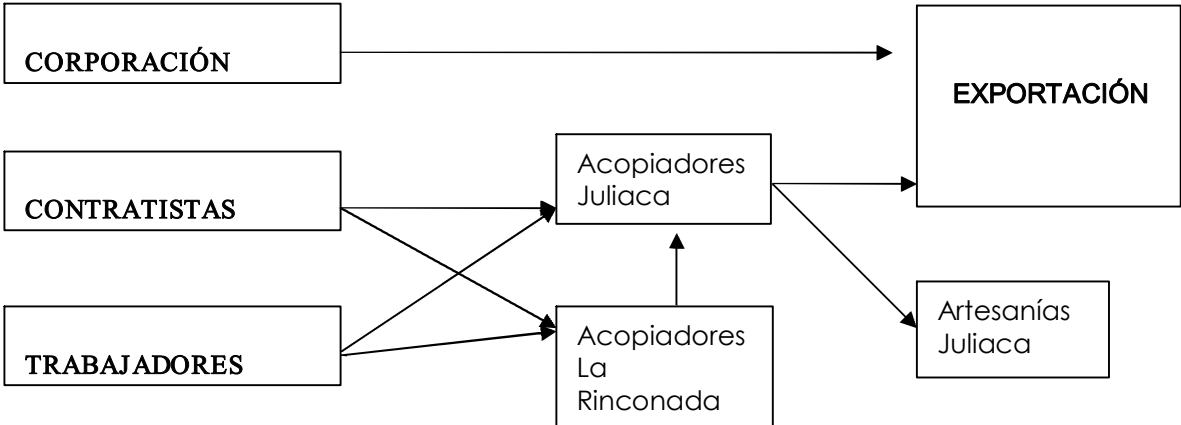 CORPORACIÓN
EXPORTACIÓN
Acopiadores
Juliaca
CONTRATISTAS
Artesanías
Juliaca
Acopiadores
La
Rinconada
TRABAJADORES